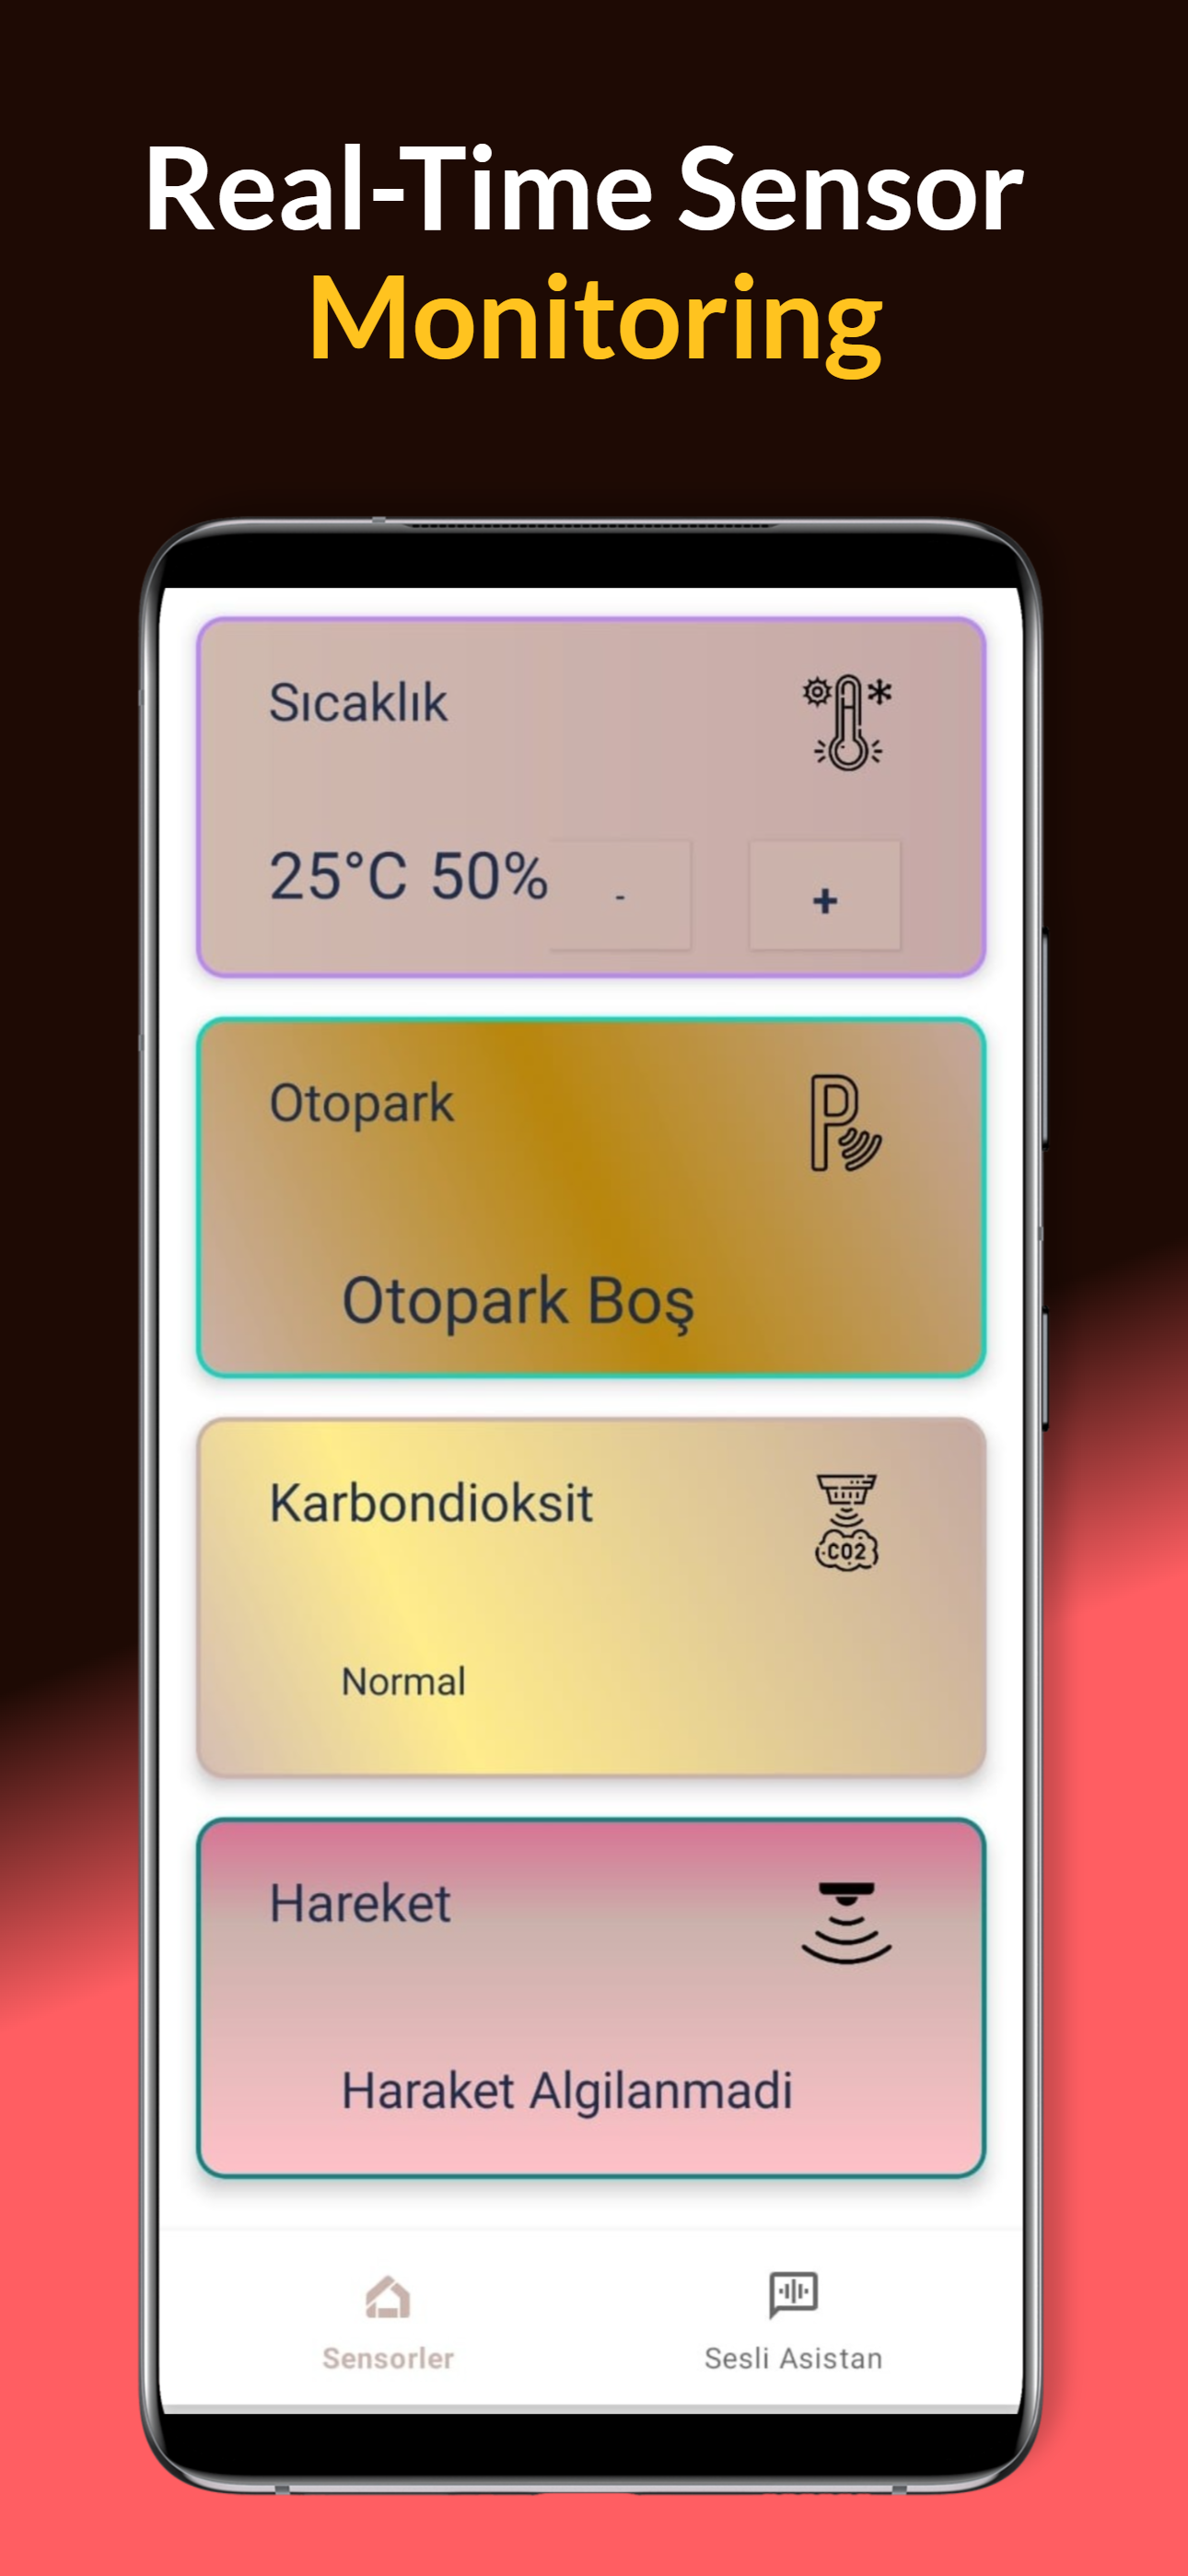 Real-Time Sensor
Monitoring
Sıcaklık
25°C 50%
-
+
Otopark
Otopark Boş
Karbondioksit
CO2
Normal
Hareket
Haraket Algilanmadi
Sensorler
Sesli Asistan